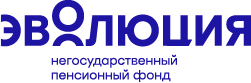 ЭВОЛЮЦИЯ
негосударственный
пенсионный фонд